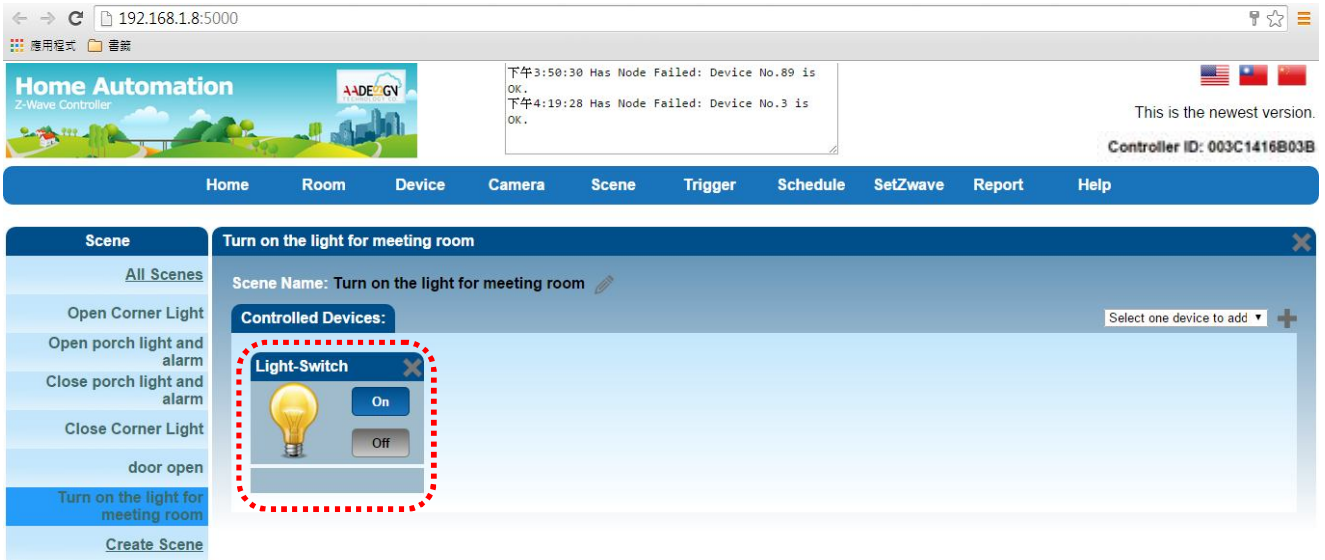 192.168.1.8:5000
應用程式 書籤
Home Automation
Z-Wave Controller
下午3:50:30 Has Node Failed: Device No.89 is
OK.
下午4:19:28 Has Node Failed: Device No.3 is
OK.
This is the newest version.
Controller ID: 003C1416B03B
Home Room Device Camera Scene Trigger Schedule SetZwave Report Help
Scene
All Scenes
Open Corner Light
Open porch light and
alarm
Close porch light and
alarm
Close Corner Light
door open
Turn on the light for
meeting room
Create Scene
Turn on the light for meeting room
Scene Name: Turn on the light for meeting room
Controlled Devices:
Select one device to add
Light-Switch
On
Off